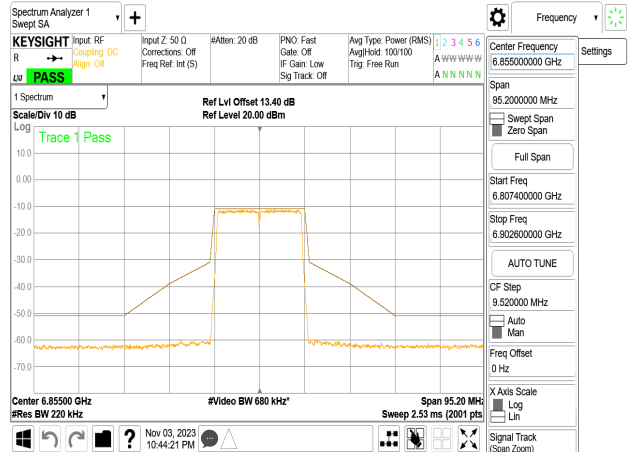 Spectrum Analyzer 1
Swept SA
Frequency
KEYSIGHT
R
LXI
PASS
Input: RF
Coupling: DC
Align: Off
Input Z: 50 Ω
Corrections: Off
Freq Ref: Int (S)
#Atten: 20 dB
PNO: Fast
Gate: Off
IF Gain: Low
Sig Track: Off
Avg Type: Power (RMS)
Avg|Hold: 100/100
Trig: Free Run
1 2 3 4 5 6
A W W W W W
A N N N N N
1 Spectrum
Scale/Div 10 dB
Ref Lvl Offset 13.40 dB
Ref Level 20.00 dBm
Log
Trace 1 Pass
10.0
0.00
-10.0
-20.0
-30.0
-40.0
-50.0
-60.0
-70.0
Center 6.85500 GHz
#Res BW 220 kHz
#Video BW 680 kHz*
Span 95.20 MHz
Sweep 2.53 ms (2001 pts
Nov 03, 2023
10:44:21 PM
Settings
Center Frequency
6.855000000 GHz
Span
95.2000000 MHz
Swept Span
Zero Span
Full Span
Start Freq
6.807400000 GHz
Stop Freq
6.902600000 GHz
AUTO TUNE
CF Step
9.520000 MHz
Auto
Man
Freq Offset
0 Hz
X Axis Scale
Log
Lin
Signal Track
(Span Zoom)